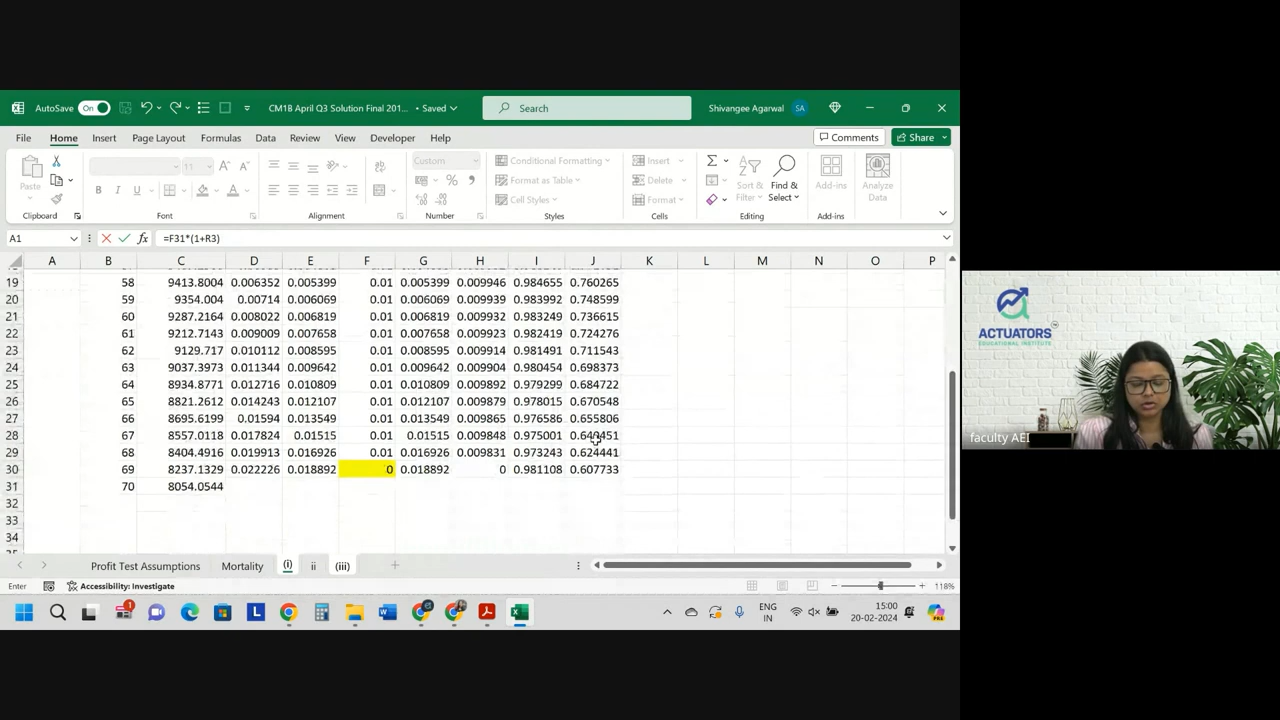 AutoSave On CM1B April Q3 Solution Final 201... • Saved Search Shivangee Agarwal SA
File Home Insert Page Layout Formulas Data Review View Developer Help Comments Share
Paste 11 A A Custom Conditional Formatting Insert Sort & Filter Find & Select Add-ins Analyze Data
B I U A % Format as Table Delete
Cell Styles Format
Clipboard Font Alignment Number Styles Cells Editing Add-ins
A1 fx =F31*(1+R3)
A B C D E F G H I J K L M N O P
19 58 9413.8004 0.006352 0.005399 0.01 0.005399 0.009946 0.984655 0.760265
20 59 9354.004 0.00714 0.006069 0.01 0.006069 0.009939 0.983992 0.748599
21 60 9287.2164 0.008022 0.006819 0.01 0.006819 0.009932 0.983249 0.736615
22 61 9212.7143 0.009009 0.007658 0.01 0.007658 0.009923 0.982419 0.724276
23 62 9129.717 0.010112 0.008595 0.01 0.008595 0.009914 0.981491 0.711543
24 63 9037.3973 0.011344 0.009642 0.01 0.009642 0.009904 0.980454 0.698373
25 64 8934.8771 0.012716 0.010809 0.01 0.010809 0.009892 0.979299 0.684722
26 65 8821.2612 0.014243 0.012107 0.01 0.012107 0.009879 0.978015 0.670548
27 66 8695.6199 0.01594 0.013549 0.01 0.013549 0.009865 0.976586 0.655806
28 67 8557.0118 0.017824 0.01515 0.01 0.01515 0.009848 0.975001
29 68 8404.4916 0.019913 0.016926 0.01 0.016926 0.009831 0.973243 0.624441
30 69 8237.1329 0.022226 0.018892 0 0.018892 0 0.981108 0.607733
31 70 8054.0544
32
33
34
Profit Test Assumptions Mortality (i) ii (iii)
Enter Accessibility: Investigate 118%
ENG IN 15:00 20-02-2024
ACTUATORS
EDUCATIONAL INSTITUTE
faculty AEI